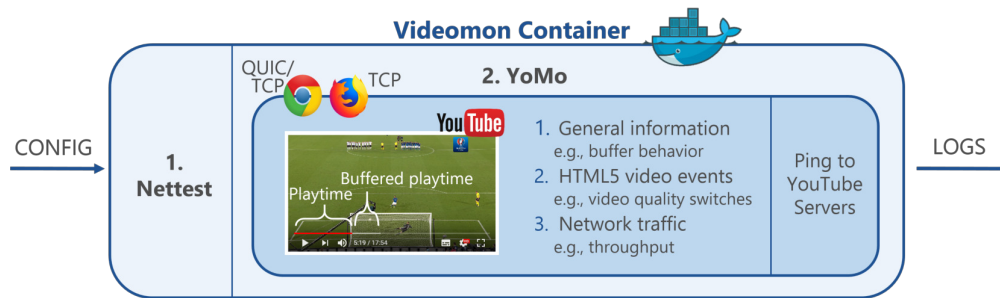 Videomon Container
QUIC/
TCP
TCP
2. YoMo
CONFIG
1.
Nettest
YouTube
Playtime
Buffered playtime
5:19 / 17:54
1. General information
e.g., buffer behavior
2. HTML5 video events
e.g., video quality switches
3. Network traffic
e.g., throughput
Ping to
YouTube
Servers
LOGS